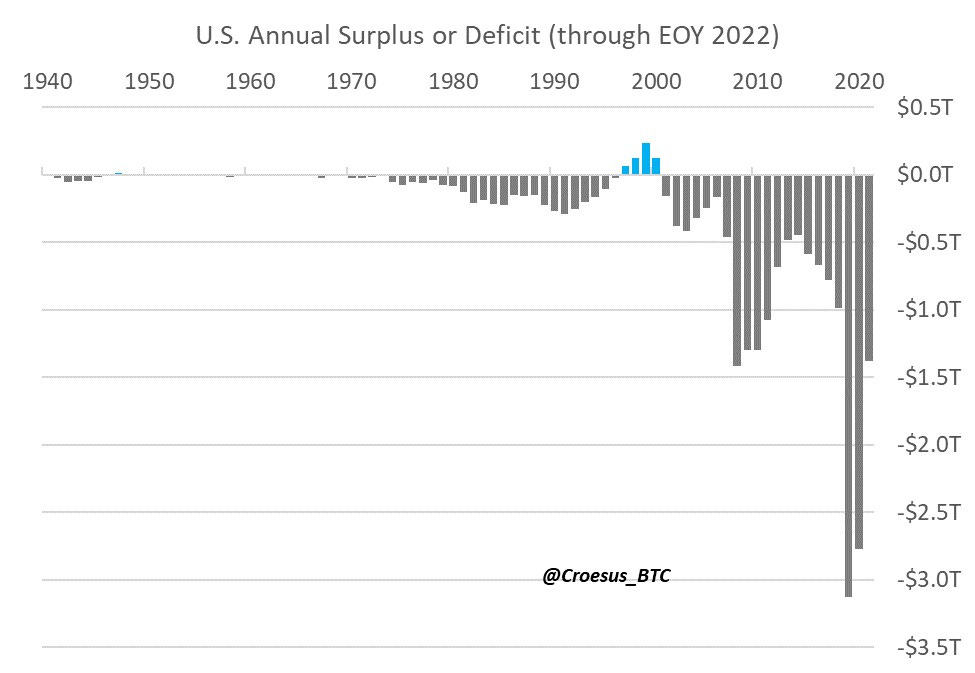 U.S. Annual Surplus or Deficit (through EOY 2022)
1940 1950 1960 1970 1980 1990 2000 2010 2020
$0.5T
$0.0T
-$0.5T
-$1.0T
-$1.5T
-$2.0T
-$2.5T
@Croesus_BTC
-$3.0T
-$3.5T